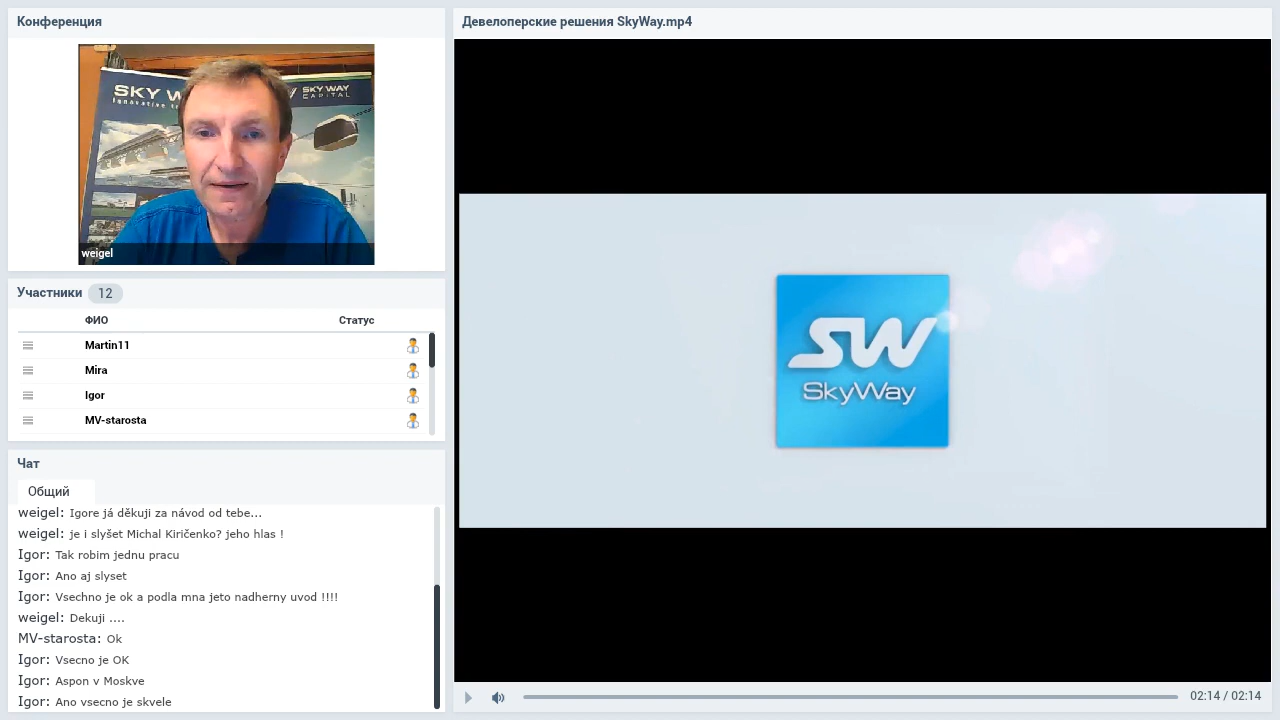 Конференция
SKY W
Innovative t
SKY WAY
CAPITAL
weigel
Участники 12
ФИО Статус
Martin11
Mira
Igor
MV-starosta
Чат
Общий
weigel: Igore já děkuji za návod od tebe...
weigel: je i slyšet Michal Kiričenko? jeho hlas !
Igor: Tak robim jednu pracu
Igor: Ano aj slyset
Igor: Vsechno je ok a podla mna jeto nadherny uvod !!!!
weigel: Dekuji ....
MV-starosta: Ok
Igor: Vsecno je OK
Igor: Aspon v Moskve
Igor: Ano vsecno je skvele
Девелоперские решения SkyWay.mp4
SW
SkyWay
02:14 / 02:14